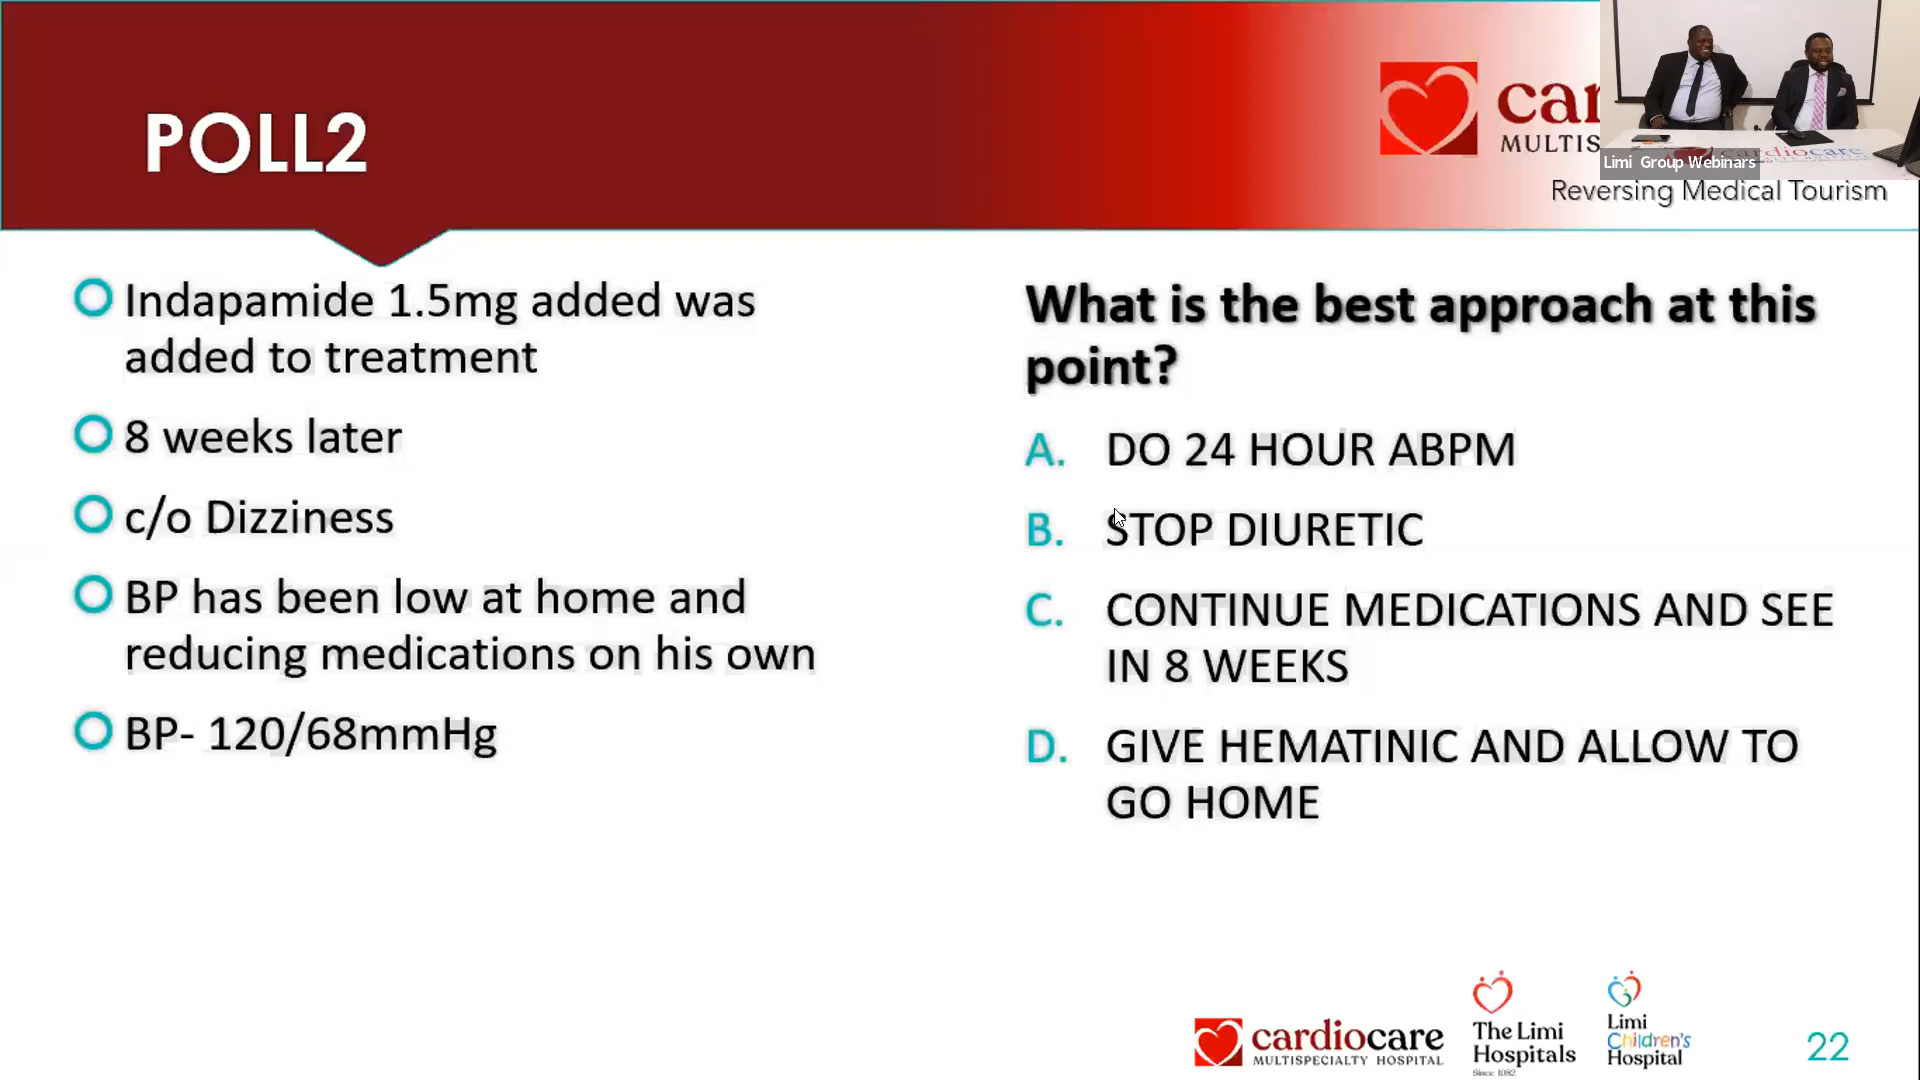 POLL2
car
MULTIS
cardiocare
Limi Group Webinars
Reversing Medical Tourism
Indapamide 1.5mg added was
added to treatment
8 weeks later
c/o Dizziness
BP has been low at home and
reducing medications on his own
BP- 120/68mmHg
What is the best approach at this
point?
A. DO 24 HOUR ABPM
B. STOP DIURETIC
C. CONTINUE MEDICATIONS AND SEE
IN 8 WEEKS
D. GIVE HEMATINIC AND ALLOW TO
GO HOME
cardiocare
MULTISPECIALTY HOSPITAL
The Limi
Hospitals
Since 1982
Limi
Children's
Hospital
22